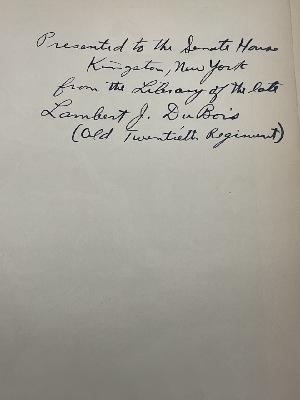 Presented to the Senate House
Kingston, New York
from the Library of the late
Lambert J. DuBois
(Old Twentieth Regiment)